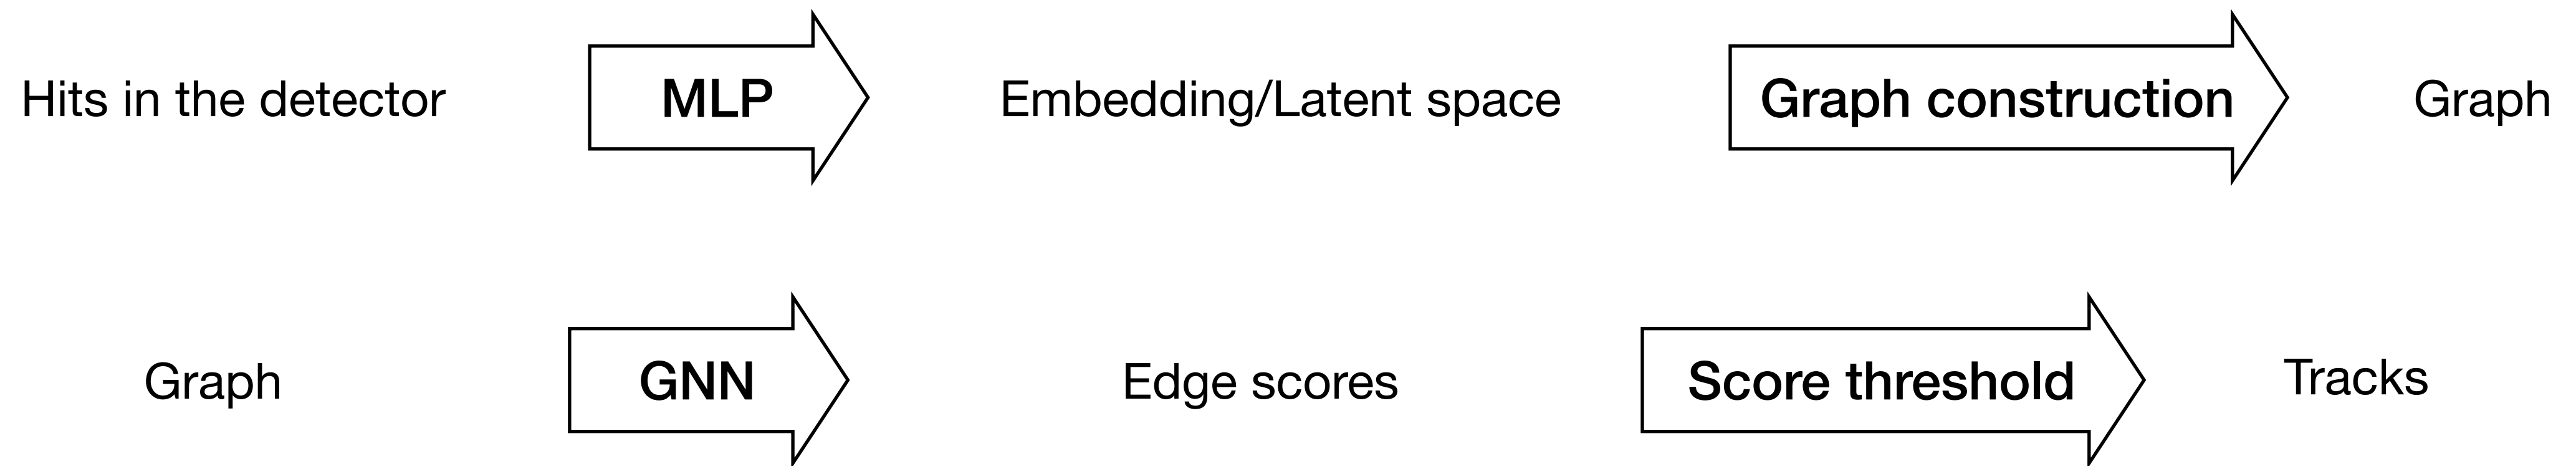 Hits in the detector MLP Embedding/Latent space Graph construction Graph
Graph GNN Edge scores Score threshold Tracks